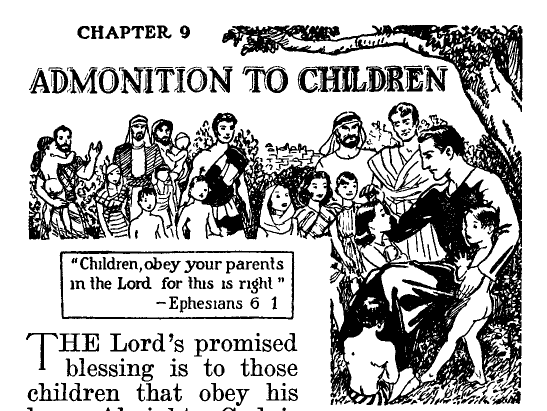 CHAPTER 9
ADMONITION TO CHILDREN
"Children, obey your parents
in the Lord for this is right"
—Ephesians 6 1
THE Lord's promised
blessing is to those
children that obey his